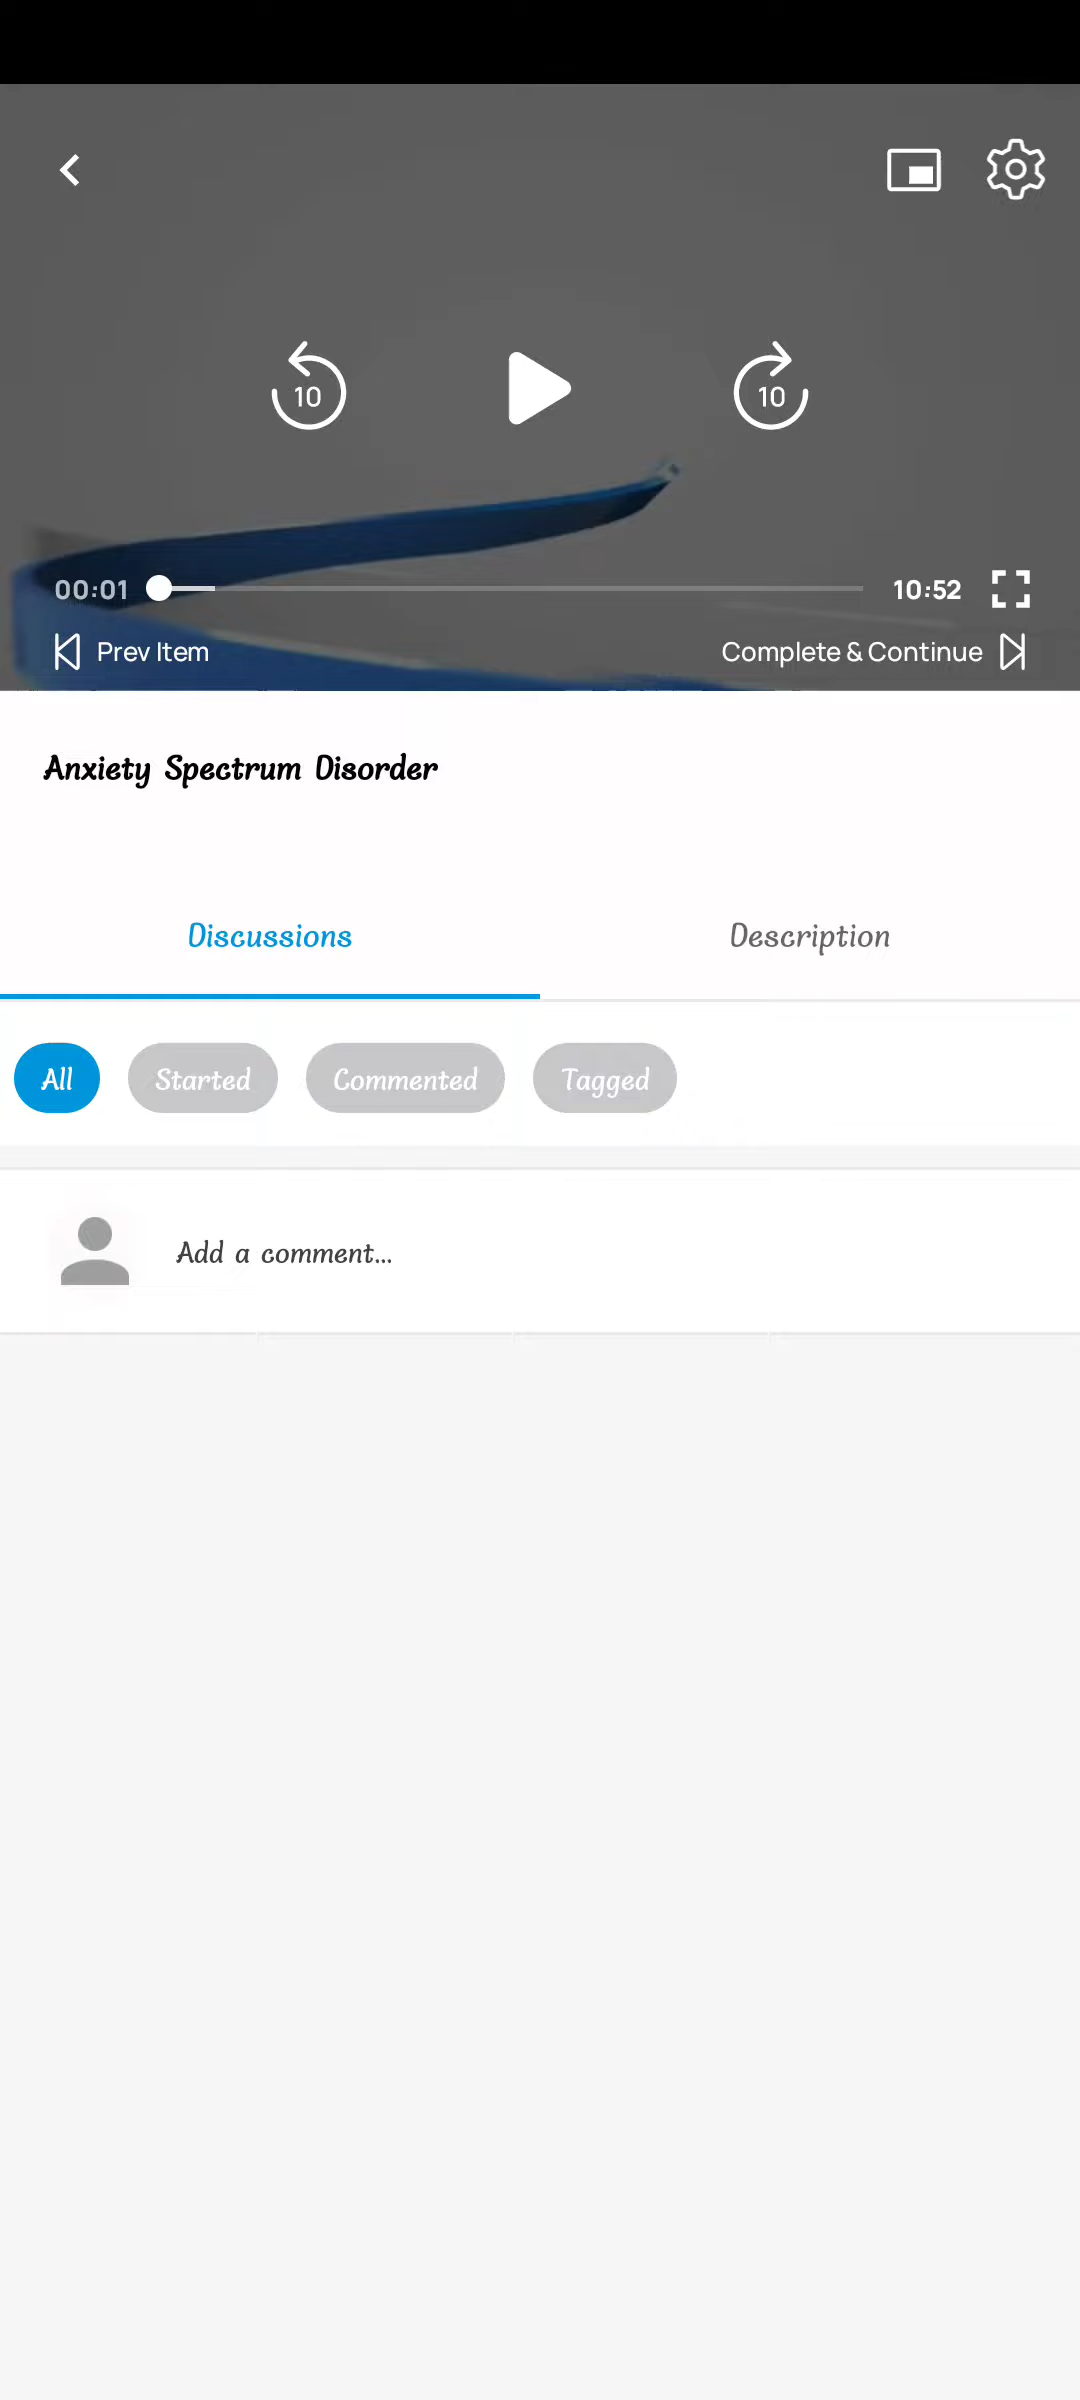 10
10
00:01
10:52
Prev Item
Complete & Continue
Anxiety Spectrum Disorder
Discussions
Description
All
Started
Commented
Tagged
Add a comment...